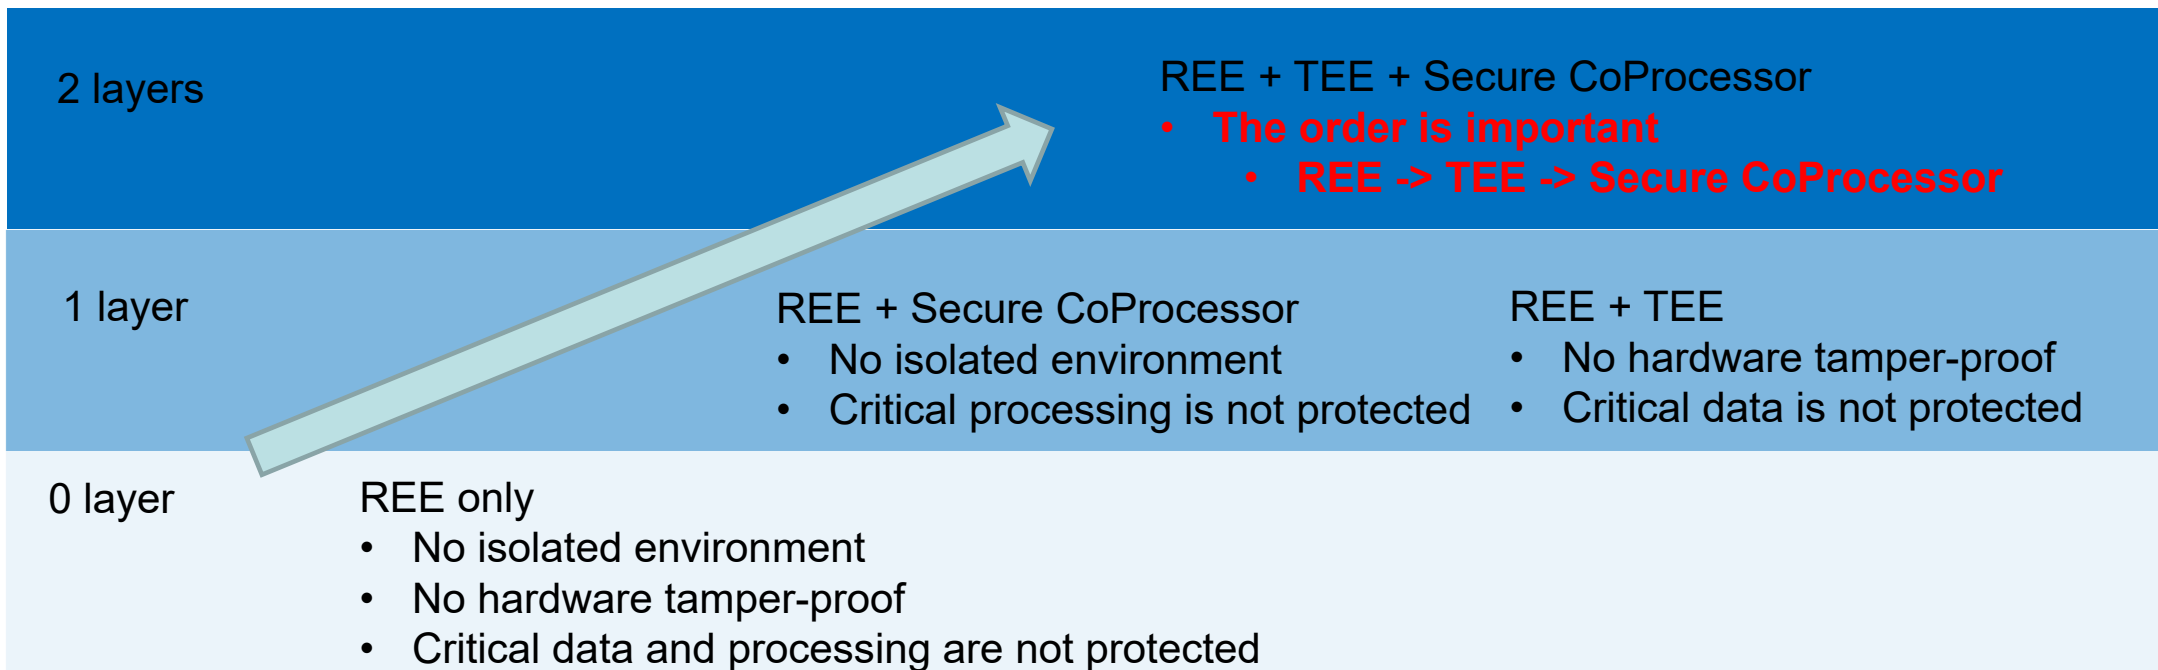 2 layers
REE + TEE + Secure CoProcessor
• The order is important
• REE -> TEE -> Secure CoProcessor
1 layer
REE + Secure CoProcessor
• No isolated environment
• Critical processing is not protected
REE + TEE
• No hardware tamper-proof
• Critical data is not protected
0 layer
REE only
• No isolated environment
• No hardware tamper-proof
• Critical data and processing are not protected